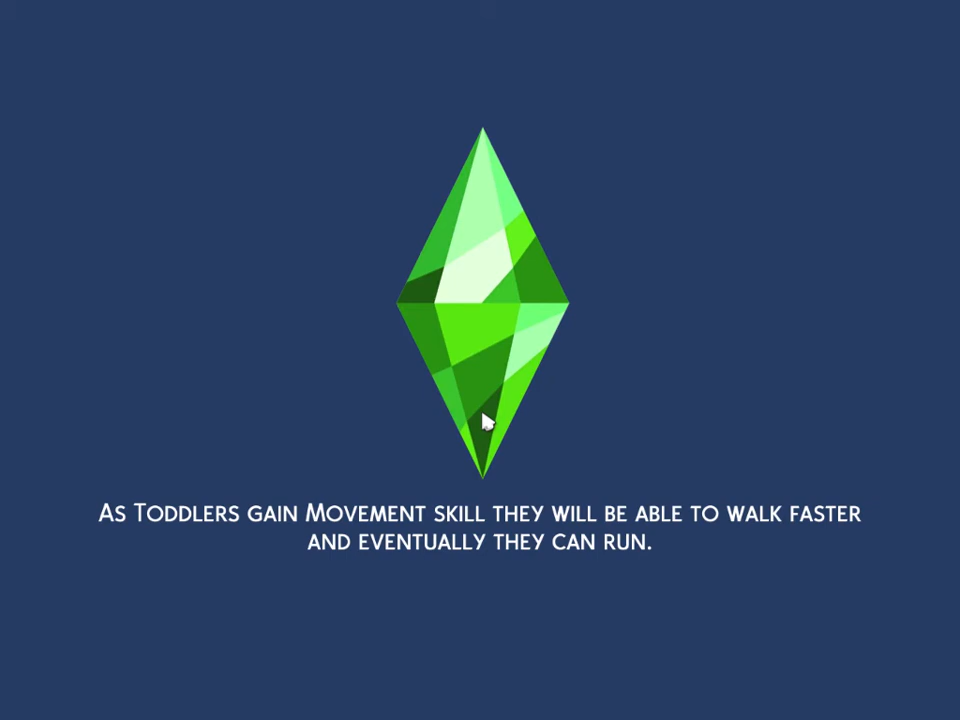 As Toddlers gain Movement skill they will be able to walk faster
and eventually they can run.